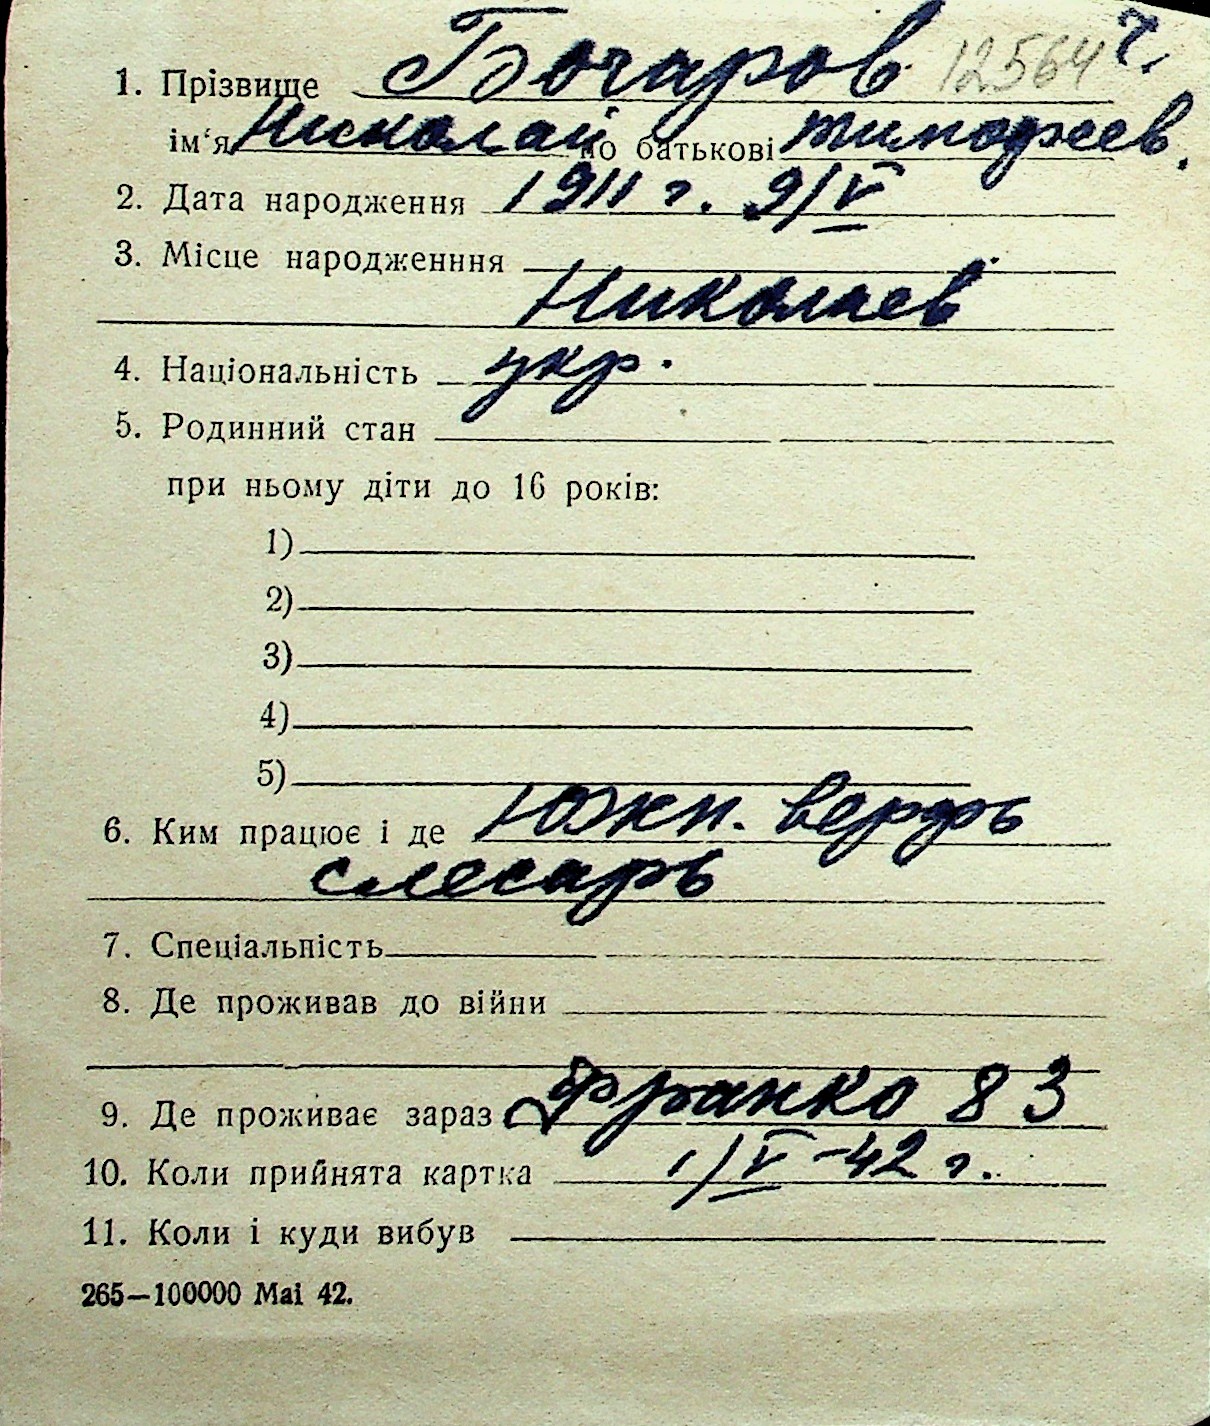 ч.
1. Прізвище Бочаров 12564
ім‘я Николай по батькові Тимофеев.
2. Дата народження 1911 г. 9/V
3. Місце народженння
Николаев
4. Національність укр.
5. Родинний стан
при ньому діти до 16 років:
1)
2)
3)
4)
5)
6. Ким працює і де Южн. верфь
слесарь
7. Спеціальність
8. Де проживав до війни
9. Де проживає зараз Франко 83
10. Коли прийнята картка 1/V-42 г.
11. Коли і куди вибув
265—100000 Mai 42.